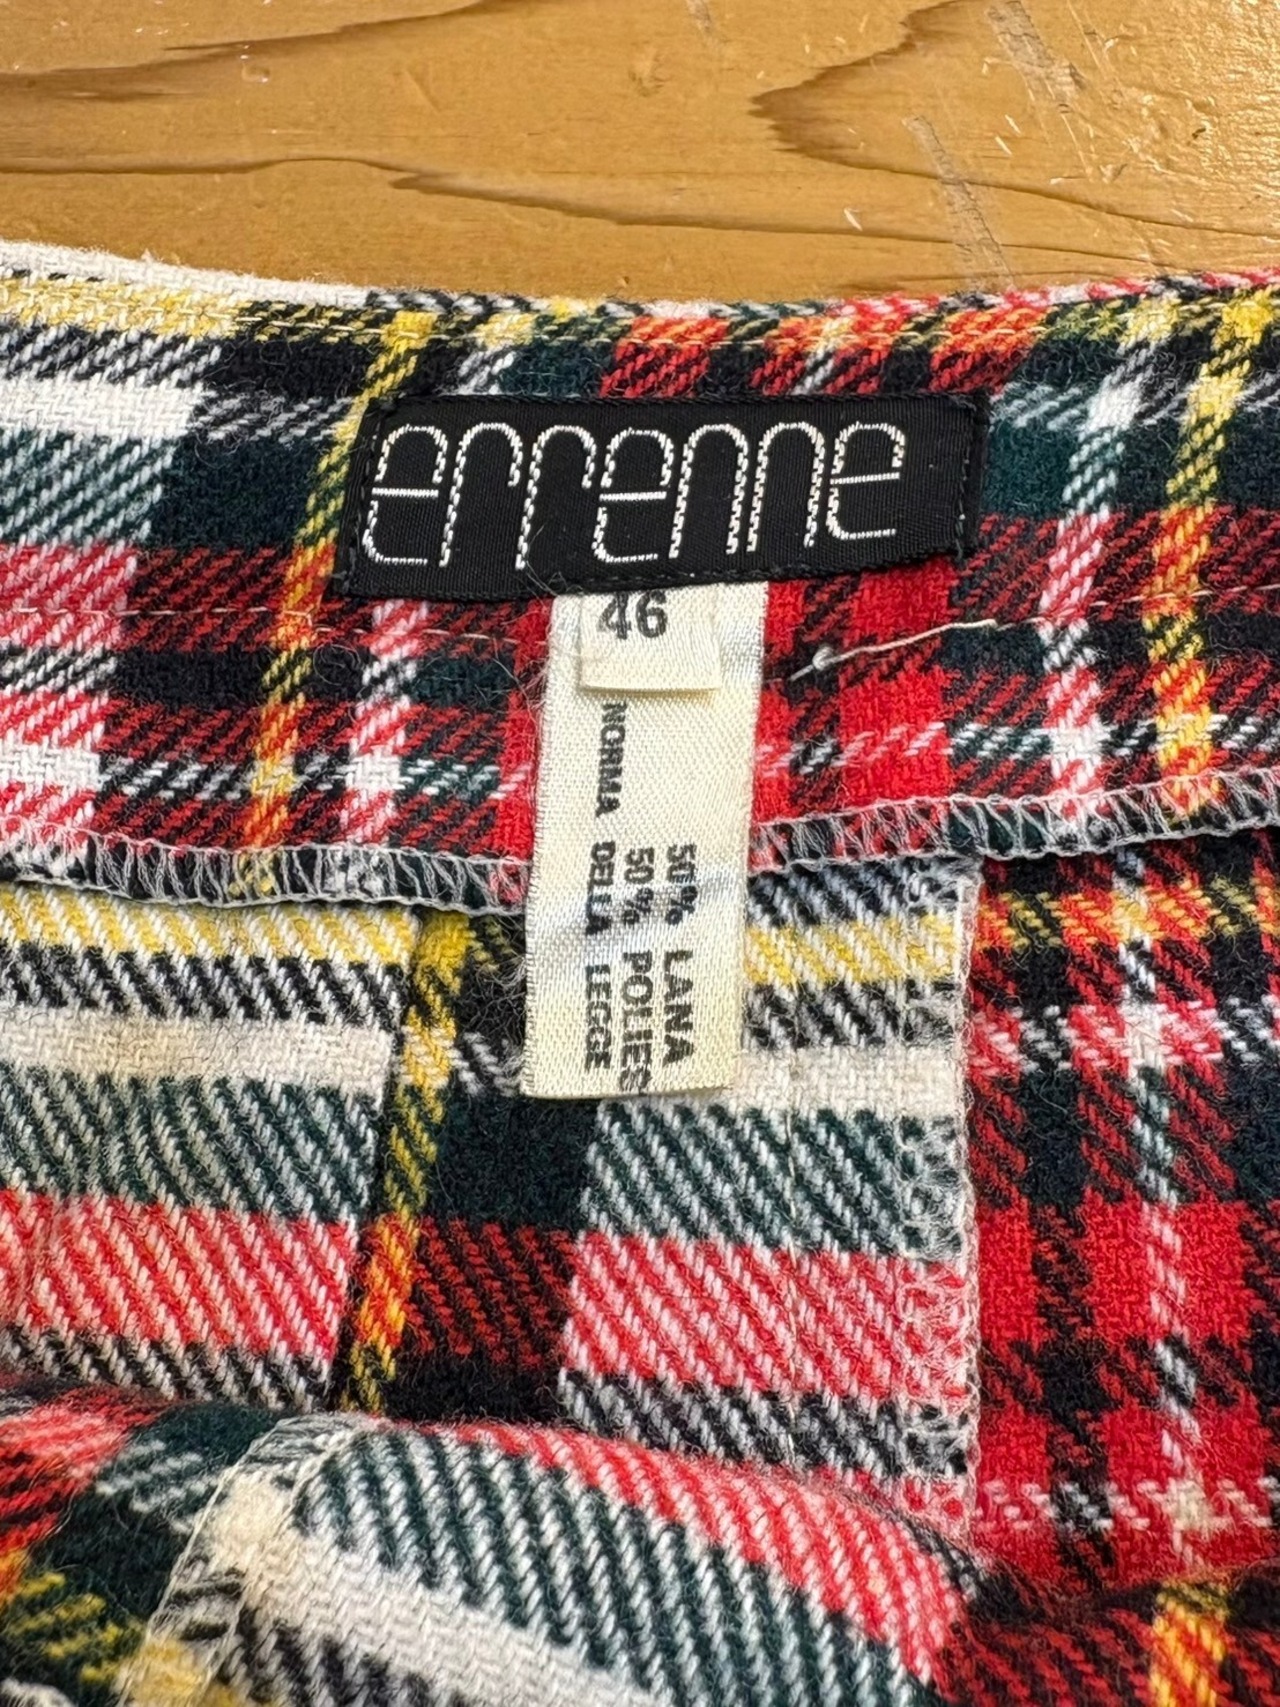 errenne
46
50% LANA
50% POLIES
NORMA DELLA LEGGE